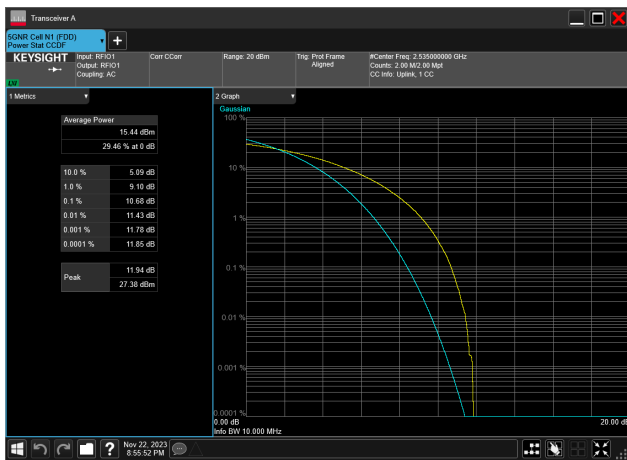 Transceiver A
5GNR Cell N1 (FDD)
Power Stat CCDF
+
KEYSIGHT
Input: RFIO1
Output: RFIO1
Coupling: AC
Corr CCorr
Range: 20 dBm
Trig: Prot Frame
Aligned
#Center Freq: 2.535000000 GHz
Counts: 2.00 M/2.00 Mpt
CC Info: Uplink, 1 CC
LVI
1 Metrics
Average Power
15.44 dBm
29.46 % at 0 dB
10.0 % 5.09 dB
1.0 % 9.10 dB
0.1 % 10.68 dB
0.01 % 11.43 dB
0.001 % 11.78 dB
0.0001 % 11.85 dB
Peak
11.94 dB
27.38 dBm
2 Graph
Gaussian
100 %
10 %
1 %
0.1 %
0.01 %
0.001 %
0.0001 %
0.00 dB
20.00 dB
Info BW 10.000 MHz
?
Nov 22, 2023
8:55:52 PM